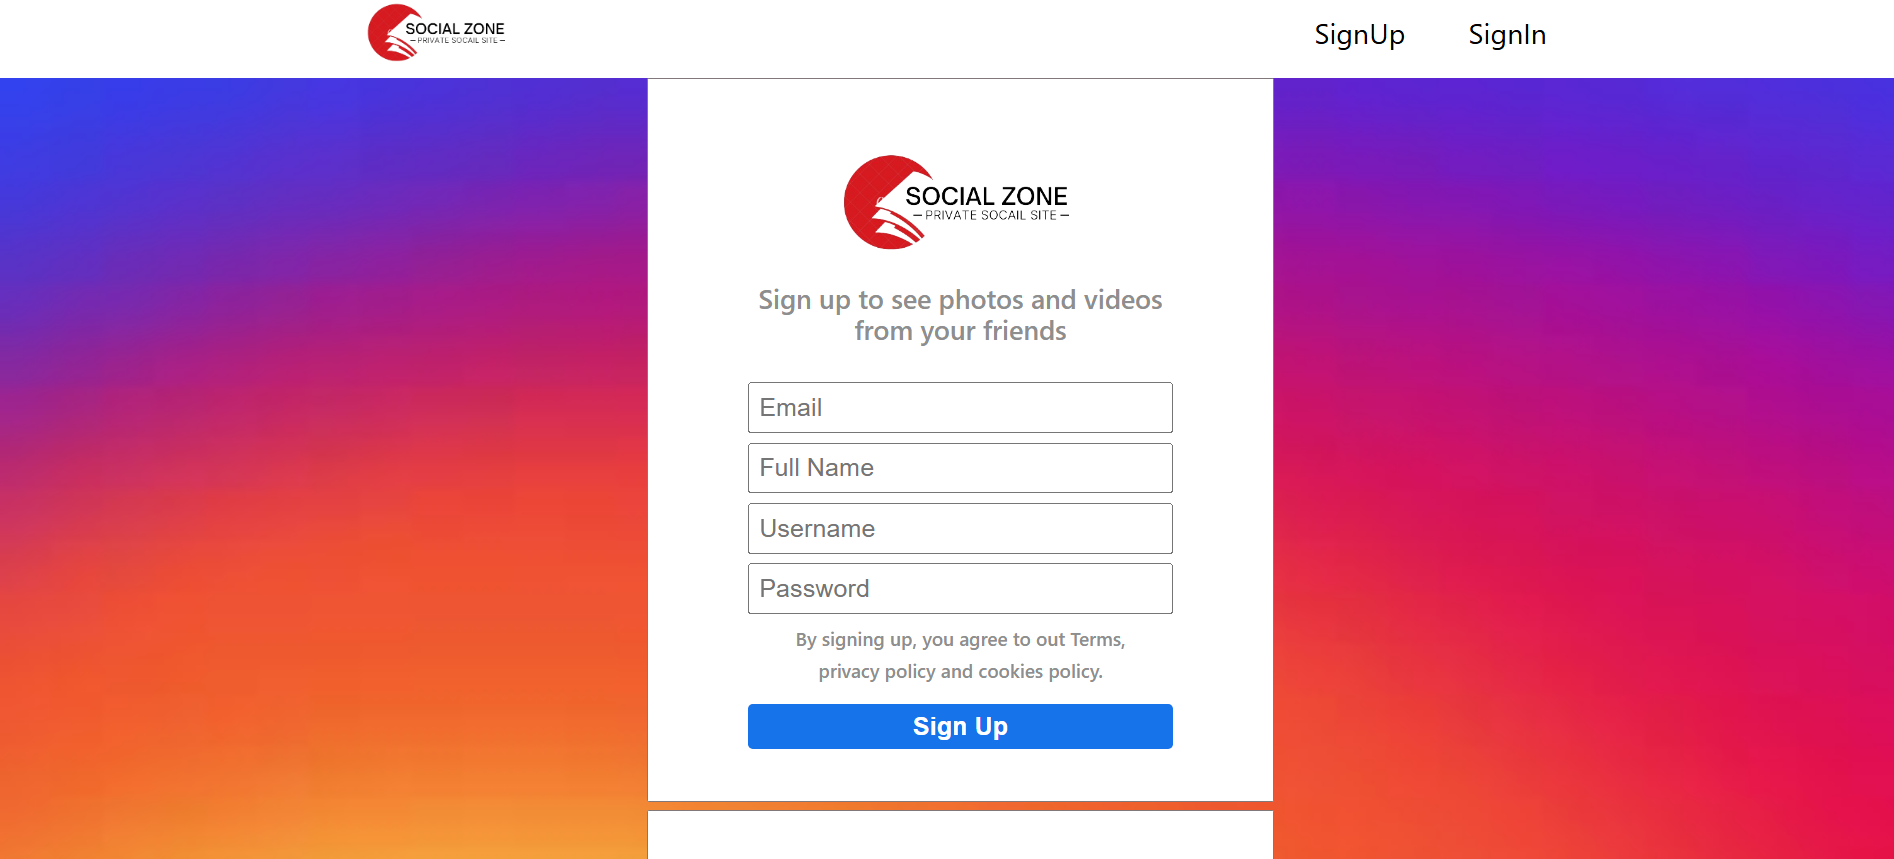 SOCIAL ZONE
– PRIVATE SOCAIL SITE –
SignUp SignIn
SOCIAL ZONE
– PRIVATE SOCAIL SITE –
Sign up to see photos and videos
from your friends
Email
Full Name
Username
Password
By signing up, you agree to out Terms,
privacy policy and cookies policy.
Sign Up